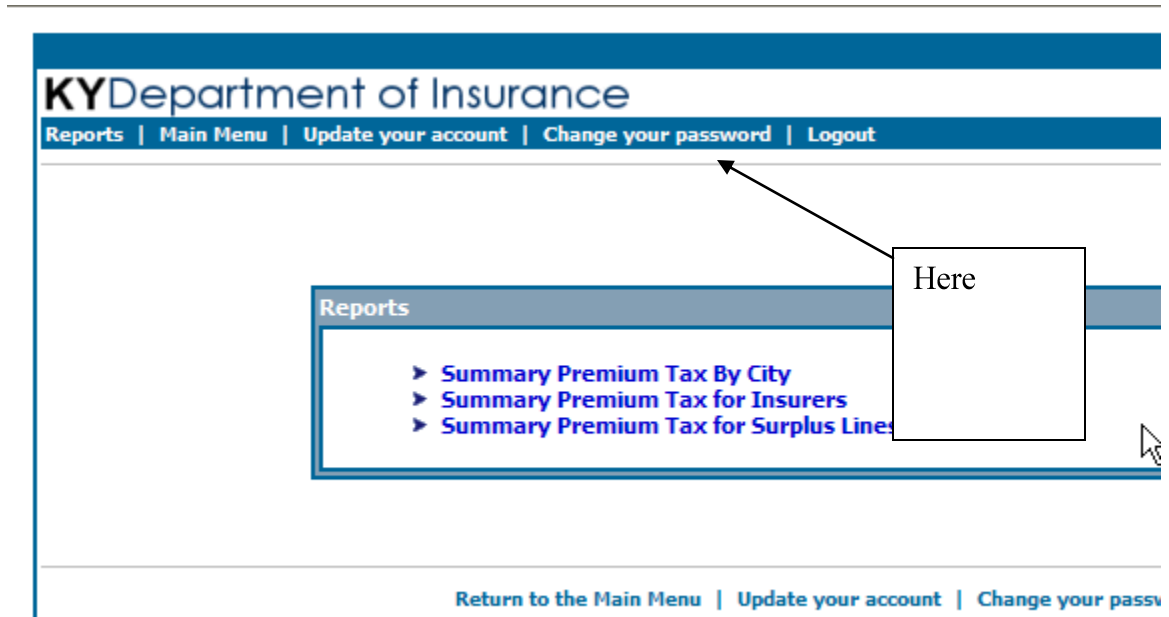 KYDepartment of Insurance
Reports | Main Menu | Update your account | Change your password | Logout
Here
Reports
Summary Premium Tax By City
Summary Premium Tax for Insurers
Summary Premium Tax for Surplus Lines
Return to the Main Menu | Update your account | Change your